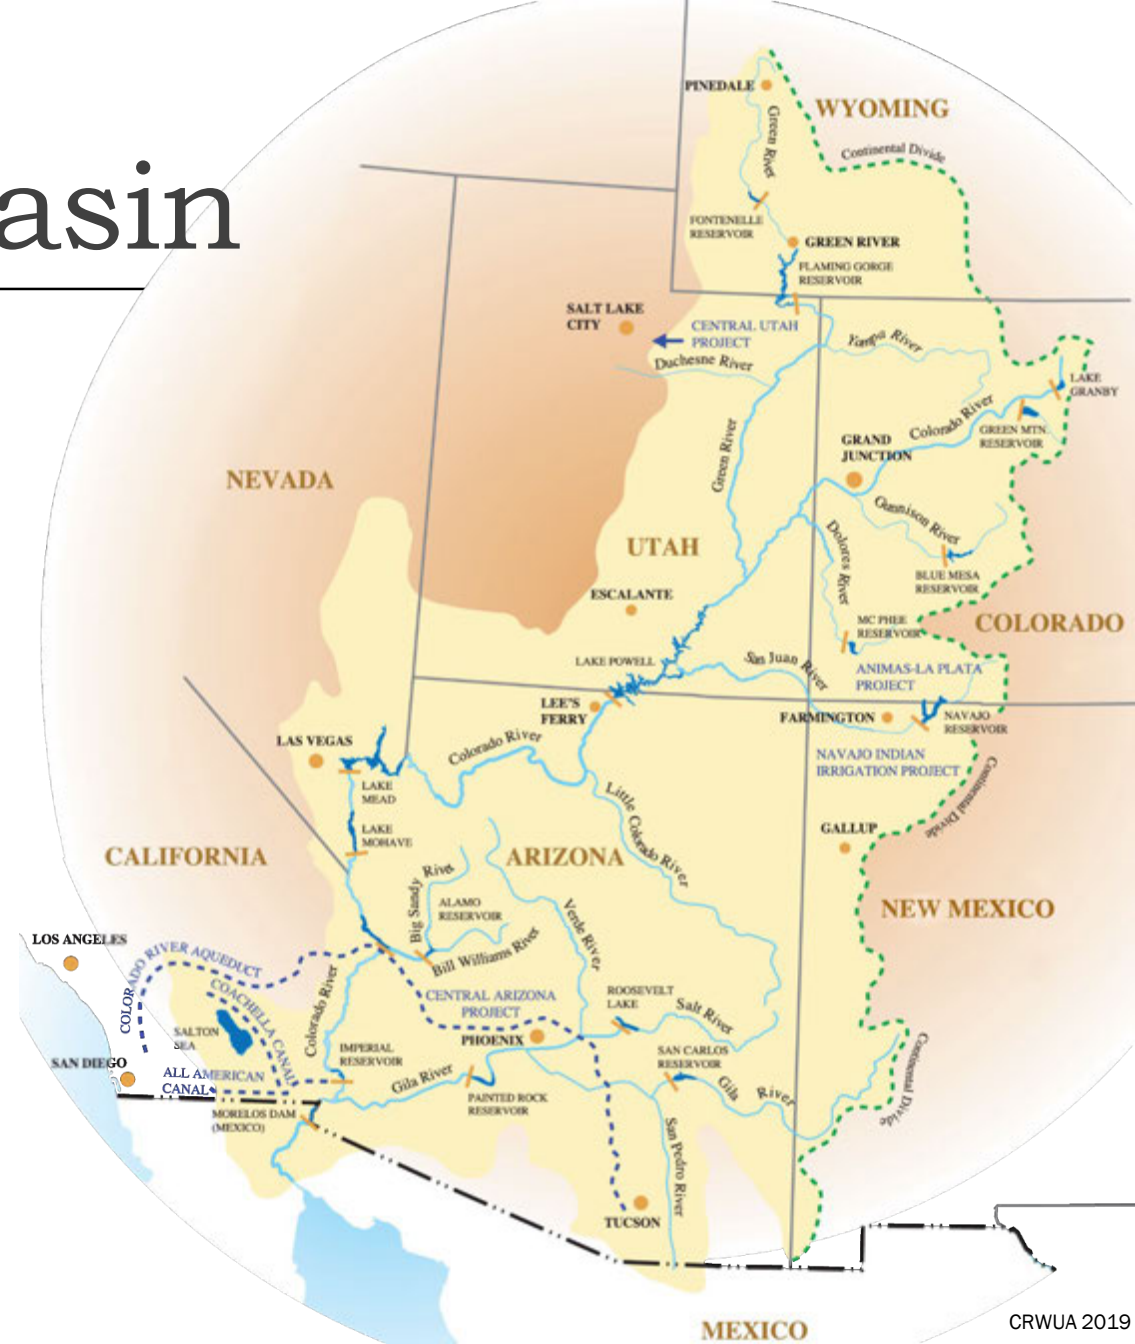 asin
PINEDALE
WYOMING
Green River
Continental Divide
FONTENELLE
RESERVOIR
GREEN RIVER
FLAMING GORGE
RESERVOIR
SALT LAKE
CITY
CENTRAL UTAH
PROJECT
Yampa River
Duchesne River
LAKE
GRANBY
Colorado River
GREEN MTN.
RESERVOIR
GRAND
JUNCTION
Green River
NEVADA
Gunnison River
UTAH
Dolores River
BLUE MESA
RESERVOIR
ESCALANTE
MC PHEE
RESERVOIR
COLORADO
LAKE POWELL
San Juan River
ANIMAS-LA PLATA
PROJECT
LEE'S
FERRY
FARMINGTON
NAVAJO
RESERVOIR
LAS VEGAS
Colorado River
NAVAJO INDIAN
IRRIGATION PROJECT
Continental Divide
LAKE
MEAD
Little Colorado River
LAKE
MOHAVE
GALLUP
CALIFORNIA
ARIZONA
Big Sandy River
ALAMO
RESERVOIR
Verde River
NEW MEXICO
LOS ANGELES
COLORADO RIVER AQUEDUCT
Bill Williams River
COACHELLA CANAL
Colorado River
CENTRAL ARIZONA
PROJECT
ROOSEVELT
LAKE
Salt River
SALTON
SEA
PHOENIX
IMPERIAL
RESERVOIR
SAN CARLOS
RESERVOIR
Continental Divide
SAN DIEGO
ALL AMERICAN
CANAL
Gila River
Gila River
PAINTED ROCK
RESERVOIR
MORELOS DAM
(MEXICO)
San Pedro River
TUCSON
MEXICO
CRWUA 2019